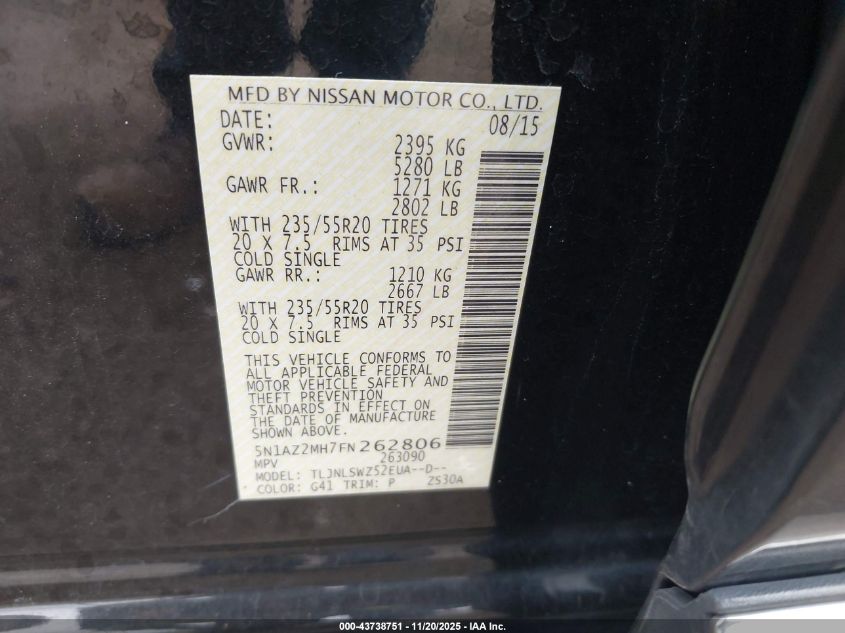 MFD BY NISSAN MOTOR CO., LTD.
DATE: 08/15
GVWR: 2395 KG
5280 LB
GAWR FR.: 1271 KG
2802 LB
WITH 235/55R20 TIRES
20 X 7.5 RIMS AT 35 PSI
COLD SINGLE
GAWR RR.: 1210 KG
2667 LB
WITH 235/55R20 TIRES
20 X 7.5 RIMS AT 35 PSI
COLD SINGLE
THIS VEHICLE CONFORMS TO
ALL APPLICABLE FEDERAL
MOTOR VEHICLE SAFETY AND
THEFT PREVENTION
STANDARDS IN EFFECT ON
THE DATE OF MANUFACTURE
SHOWN ABOVE.
5N1AZ2MH7FN262806
MPV 263090
MODEL: TLJNLSWZ52EUA--D--
COLOR: G41 TRIM: P ZS30A
000-43738751 — 11/20/2025 — IAA Inc.